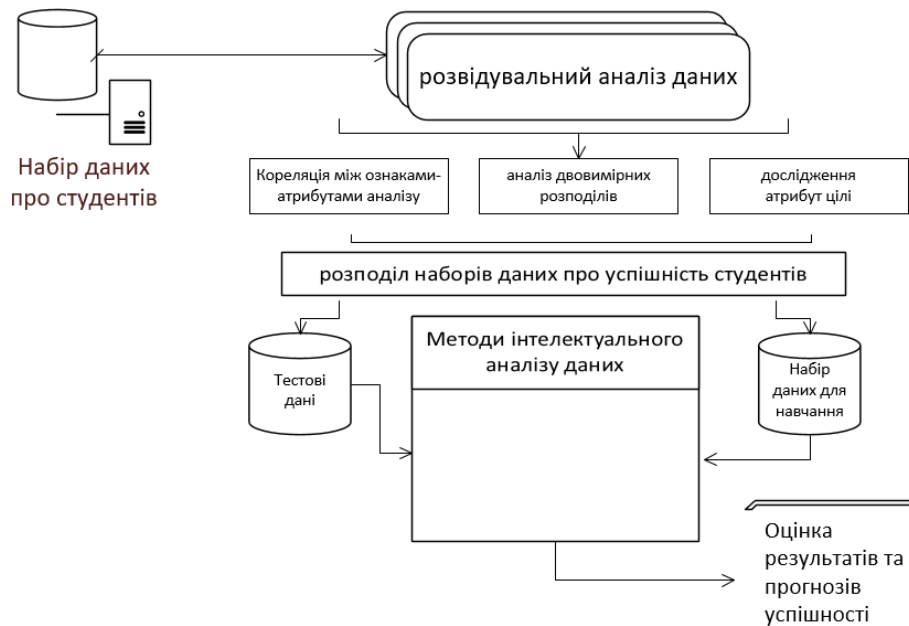 розвідувальний аналіз даних
Набір даних
про студентів
Кореляція між ознаками-
атрибутами аналізу
аналіз двовимірних
розподілів
дослідження
атрибут цілі
розподіл наборів даних про успішність студентів
Методи інтелектуального
аналізу даних
Тестові
дані
Набір
даних для
навчання
Оцінка
результатів та
прогнозів
успішності